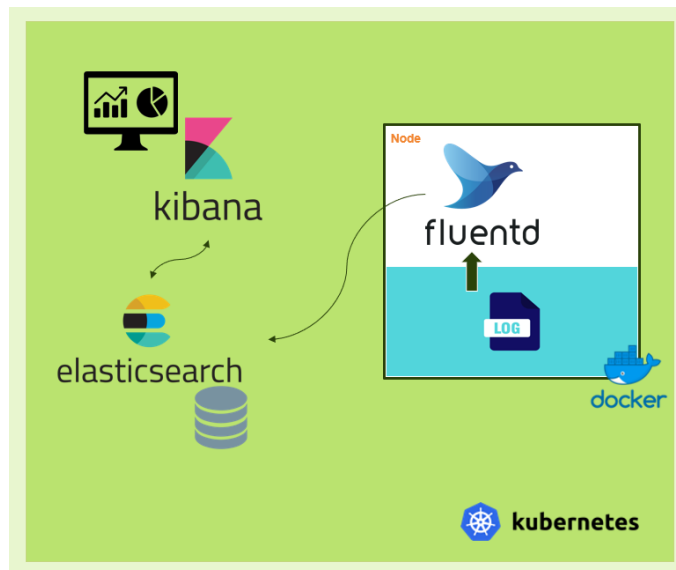 Node
kibana
fluentd
LOG
elasticsearch
docker
kubernetes